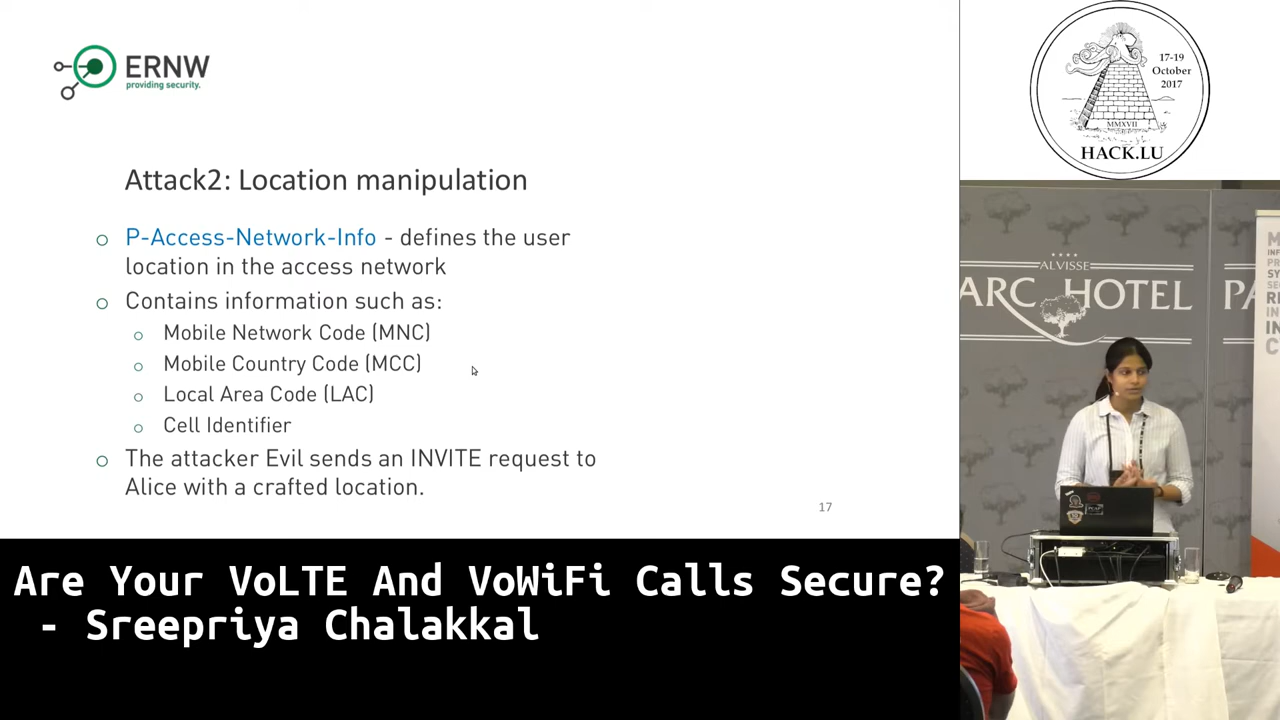 ERNW
providing security.
Attack2: Location manipulation
P-Access-Network-Info - defines the user
location in the access network
Contains information such as:
Mobile Network Code (MNC)
Mobile Country Code (MCC)
Local Area Code (LAC)
Cell Identifier
The attacker Evil sends an INVITE request to
Alice with a crafted location.
17
17-19
October
2017
MMXVII
HACK.LU
ALVISSE
ARC HOTEL
PA
Are Your VoLTE And VoWiFi Calls Secure?
- Sreepriya Chalakkal